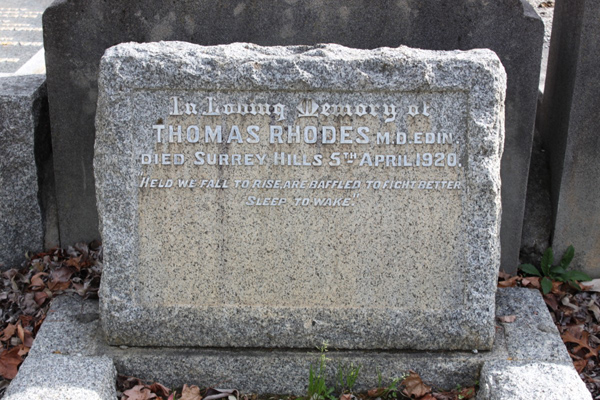 In Loving Memory of
THOMAS RHODES M.D. EDIN.
DIED SURREY HILLS 5TH APRIL 1920.
"HELD WE FALL TO RISE, ARE BAFFLED TO FIGHT BETTER
"SLEEP TO WAKE"